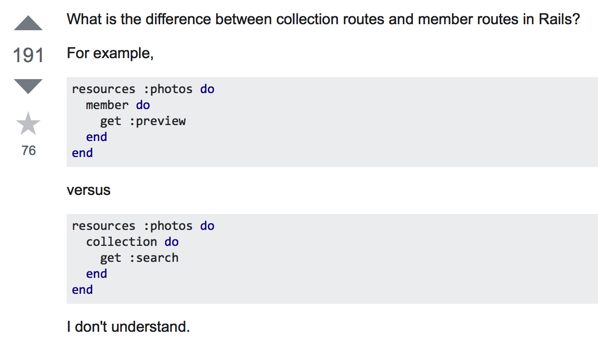 What is the difference between collection routes and member routes in Rails?
191
For example,
resources :photos do
  member do
    get :preview
  end
end
76
versus
resources :photos do
  collection do
    get :search
  end
end
I don't understand.